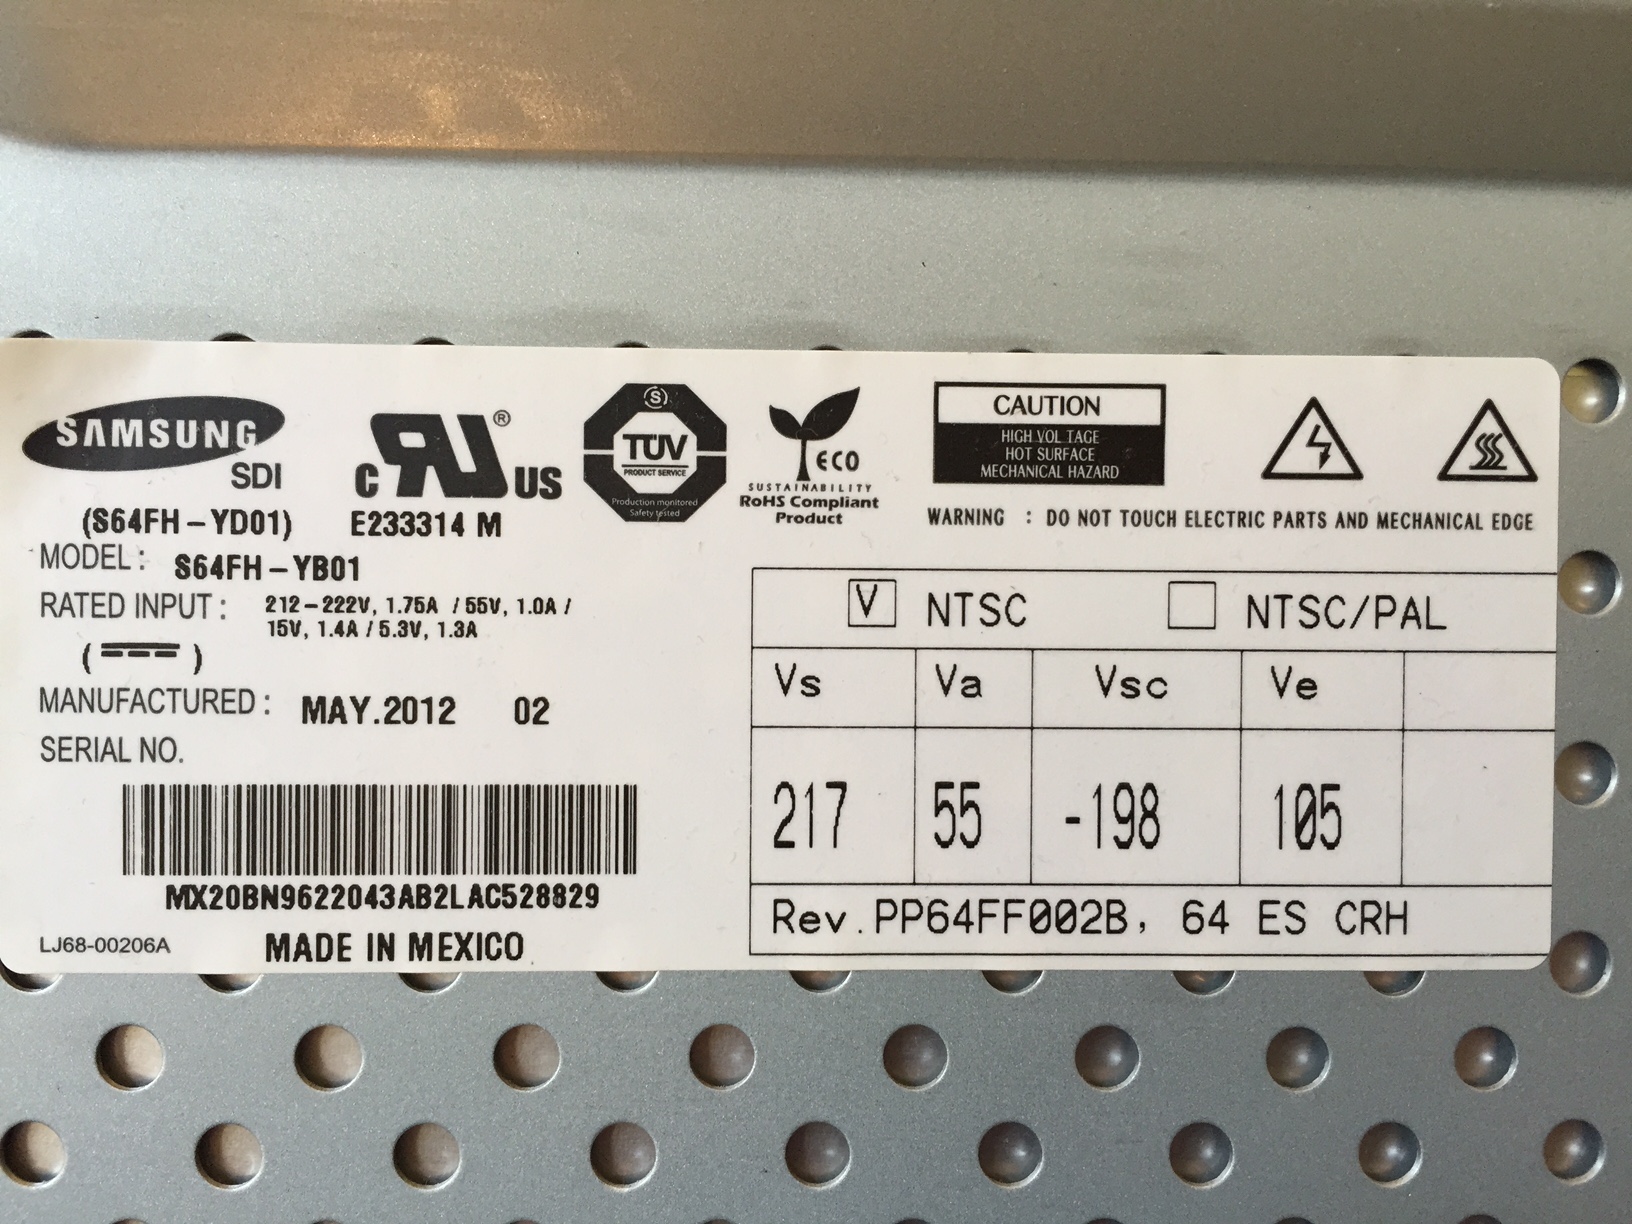 SAMSUNG
SDI
(S64FH-YD01)
MODEL : S64FH-YB01
C RU ® US
E233314 M
S
TÜV
PRODUCT SERVICE
Production monitored
Safety tested
ECO
SUSTAINABILITY
RoHS Compliant
Product
CAUTION
HIGH VOL TAGE
HOT SURFACE
MECHANICAL HAZARD
WARNING : DO NOT TOUCH ELECTRIC PARTS AND MECHANICAL EDGE
RATED INPUT : 212-222V, 1.75A / 55V, 1.0A /
15V, 1.4A / 5.3V, 1.3A
( )
MANUFACTURED : MAY.2012 02
SERIAL NO.
MX20BN9622043AB2LAC528829
LJ68-00206A
MADE IN MEXICO
V NTSC NTSC/PAL
Vs Va Vsc Ve
217 55 -198 105
Rev.PP64FF002B, 64 ES CRH